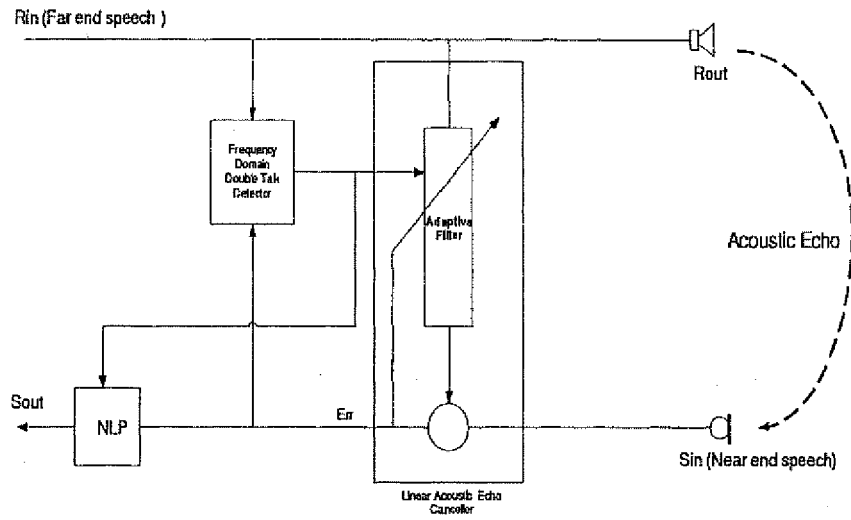 Rin (Far end speech )
Rout
Frequency
Domain
Double Talk
Detector
Adaptive
Filter
Acoustic Echo
Sout
NLP
Err
Sin (Near end speech)
Linear Acoustic Echo
Canceller